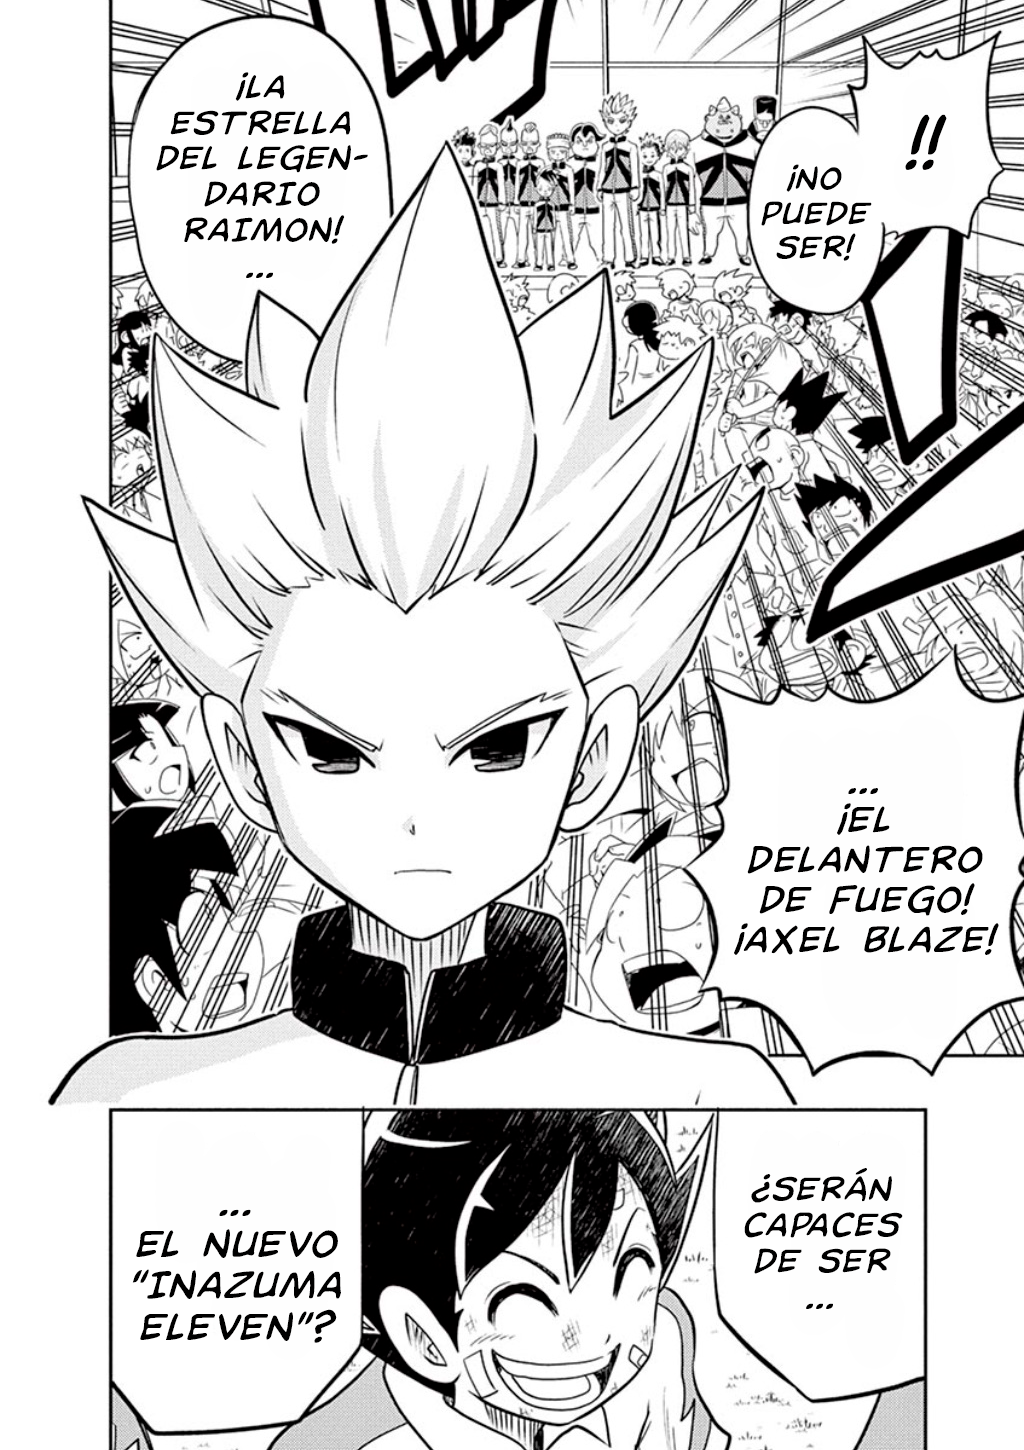 !!
¡NO
PUEDE
SER!
¡LA
ESTRELLA
DEL LEGEN-
DARIO
RAIMON!
...
...
¡EL
DELANTERO
DE FUEGO!
¡AXEL BLAZE!
¿SERÁN
CAPACES
DE SER
...
...
EL NUEVO
"INAZUMA
ELEVEN"?